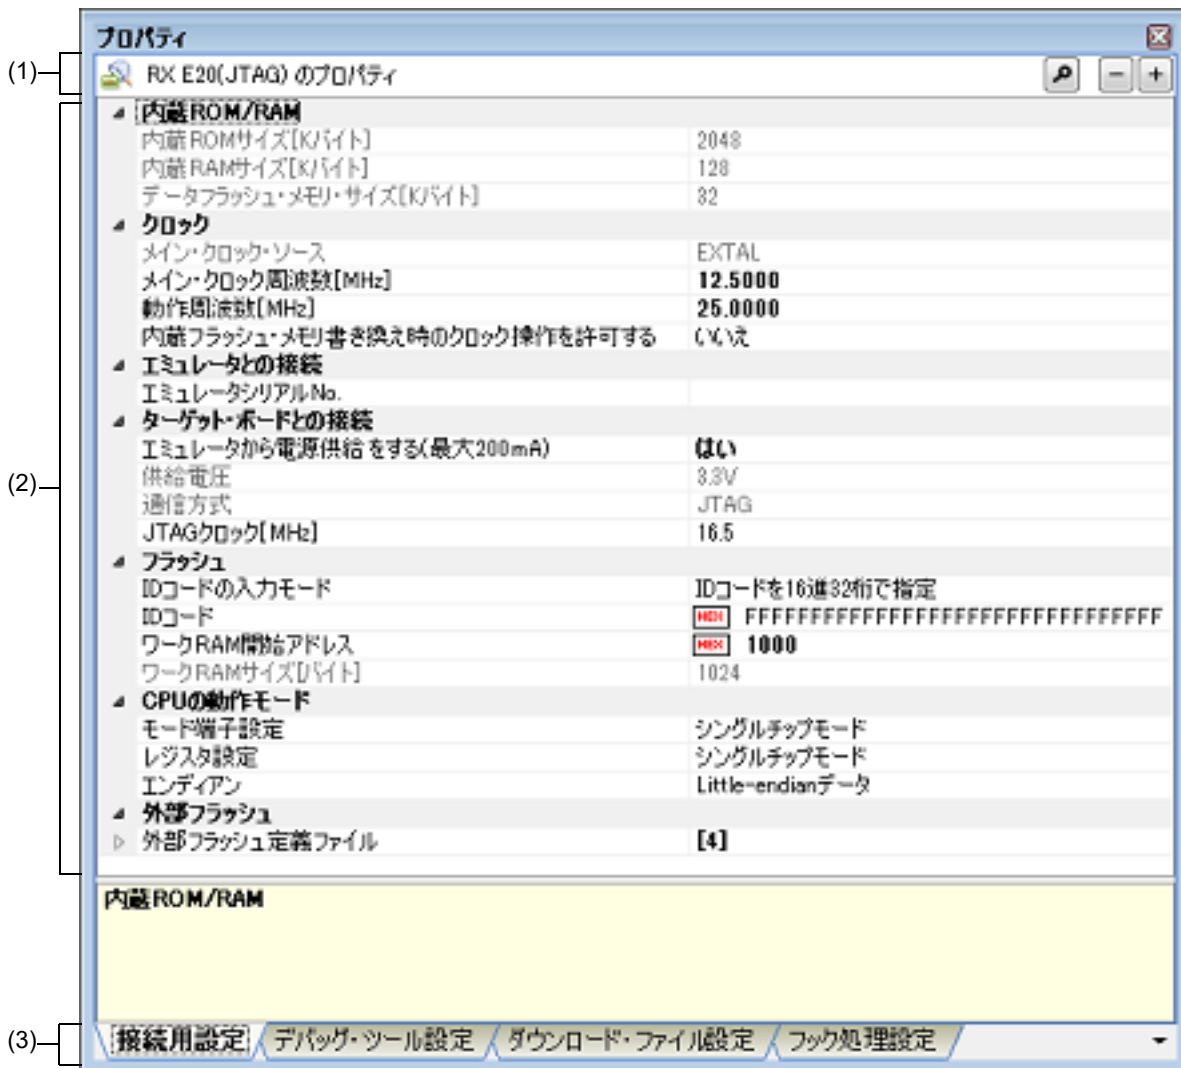 プロパティ
(1)
RX E20(JTAG) のプロパティ
(2)
内蔵ROM/RAM
内蔵ROMサイズ[Kバイト] 2048
内蔵RAMサイズ[Kバイト] 128
データフラッシュ・メモリ・サイズ[Kバイト] 32
クロック
メイン・クロック・ソース EXTAL
メイン・クロック周波数[MHz] 12.5000
動作周波数[MHz] 25.0000
内蔵フラッシュ・メモリ書き換え時のクロック操作を許可する いいえ
エミュレータとの接続
エミュレータシリアルNo.
ターゲット・ボードとの接続
エミュレータから電源供給をする(最大200mA) はい
供給電圧 3.3V
通信方式 JTAG
JTAGクロック[MHz] 16.5
フラッシュ
IDコードの入力モード IDコードを16進32桁で指定
IDコード HEX FFFFFFFFFFFFFFFFFFFFFFFFFFFFFFFF
ワークRAM開始アドレス HEX 1000
ワークRAMサイズ[バイト] 1024
CPUの動作モード
モード端子設定 シングルチップモード
レジスタ設定 シングルチップモード
エンディアン Little-endianデータ
外部フラッシュ
外部フラッシュ定義ファイル [4]
内蔵ROM/RAM
(3)
接続用設定 デバッグ・ツール設定 ダウンロード・ファイル設定 フック処理設定